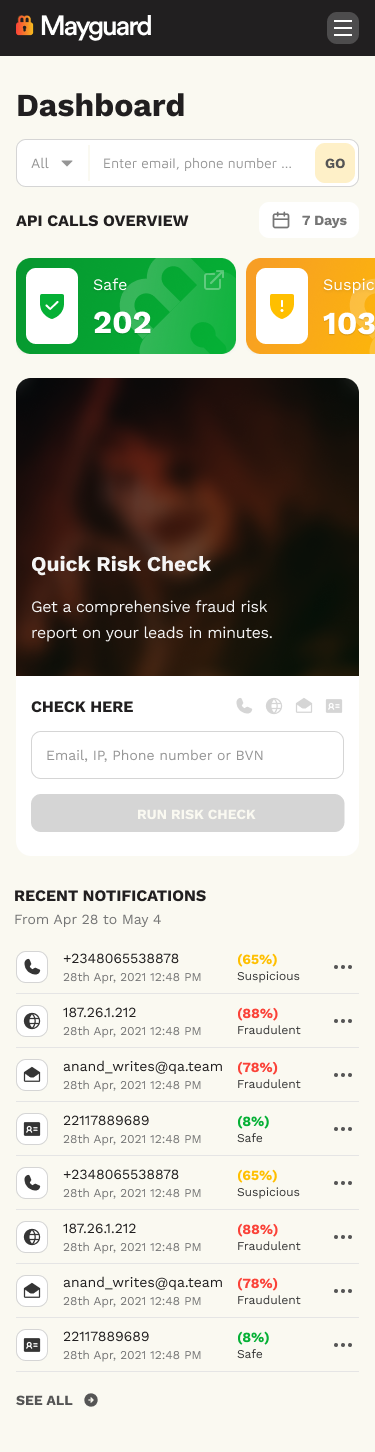 Mayguard
Dashboard
All
Enter email, phone number ...
GO
API CALLS OVERVIEW
7 Days
Safe
202
Suspic
103
Quick Risk Check
Get a comprehensive fraud risk
report on your leads in minutes.
CHECK HERE
Email, IP, Phone number or BVN
RUN RISK CHECK
RECENT NOTIFICATIONS
From Apr 28 to May 4
+2348065538878
(65%)
28th Apr, 2021 12:48 PM
Suspicious
187.26.1.212
(88%)
28th Apr, 2021 12:48 PM
Fraudulent
anand_writes@qa.team
(78%)
28th Apr, 2021 12:48 PM
Fraudulent
22117889689
(8%)
28th Apr, 2021 12:48 PM
Safe
+2348065538878
(65%)
28th Apr, 2021 12:48 PM
Suspicious
187.26.1.212
(88%)
28th Apr, 2021 12:48 PM
Fraudulent
anand_writes@qa.team
(78%)
28th Apr, 2021 12:48 PM
Fraudulent
22117889689
(8%)
28th Apr, 2021 12:48 PM
Safe
SEE ALL